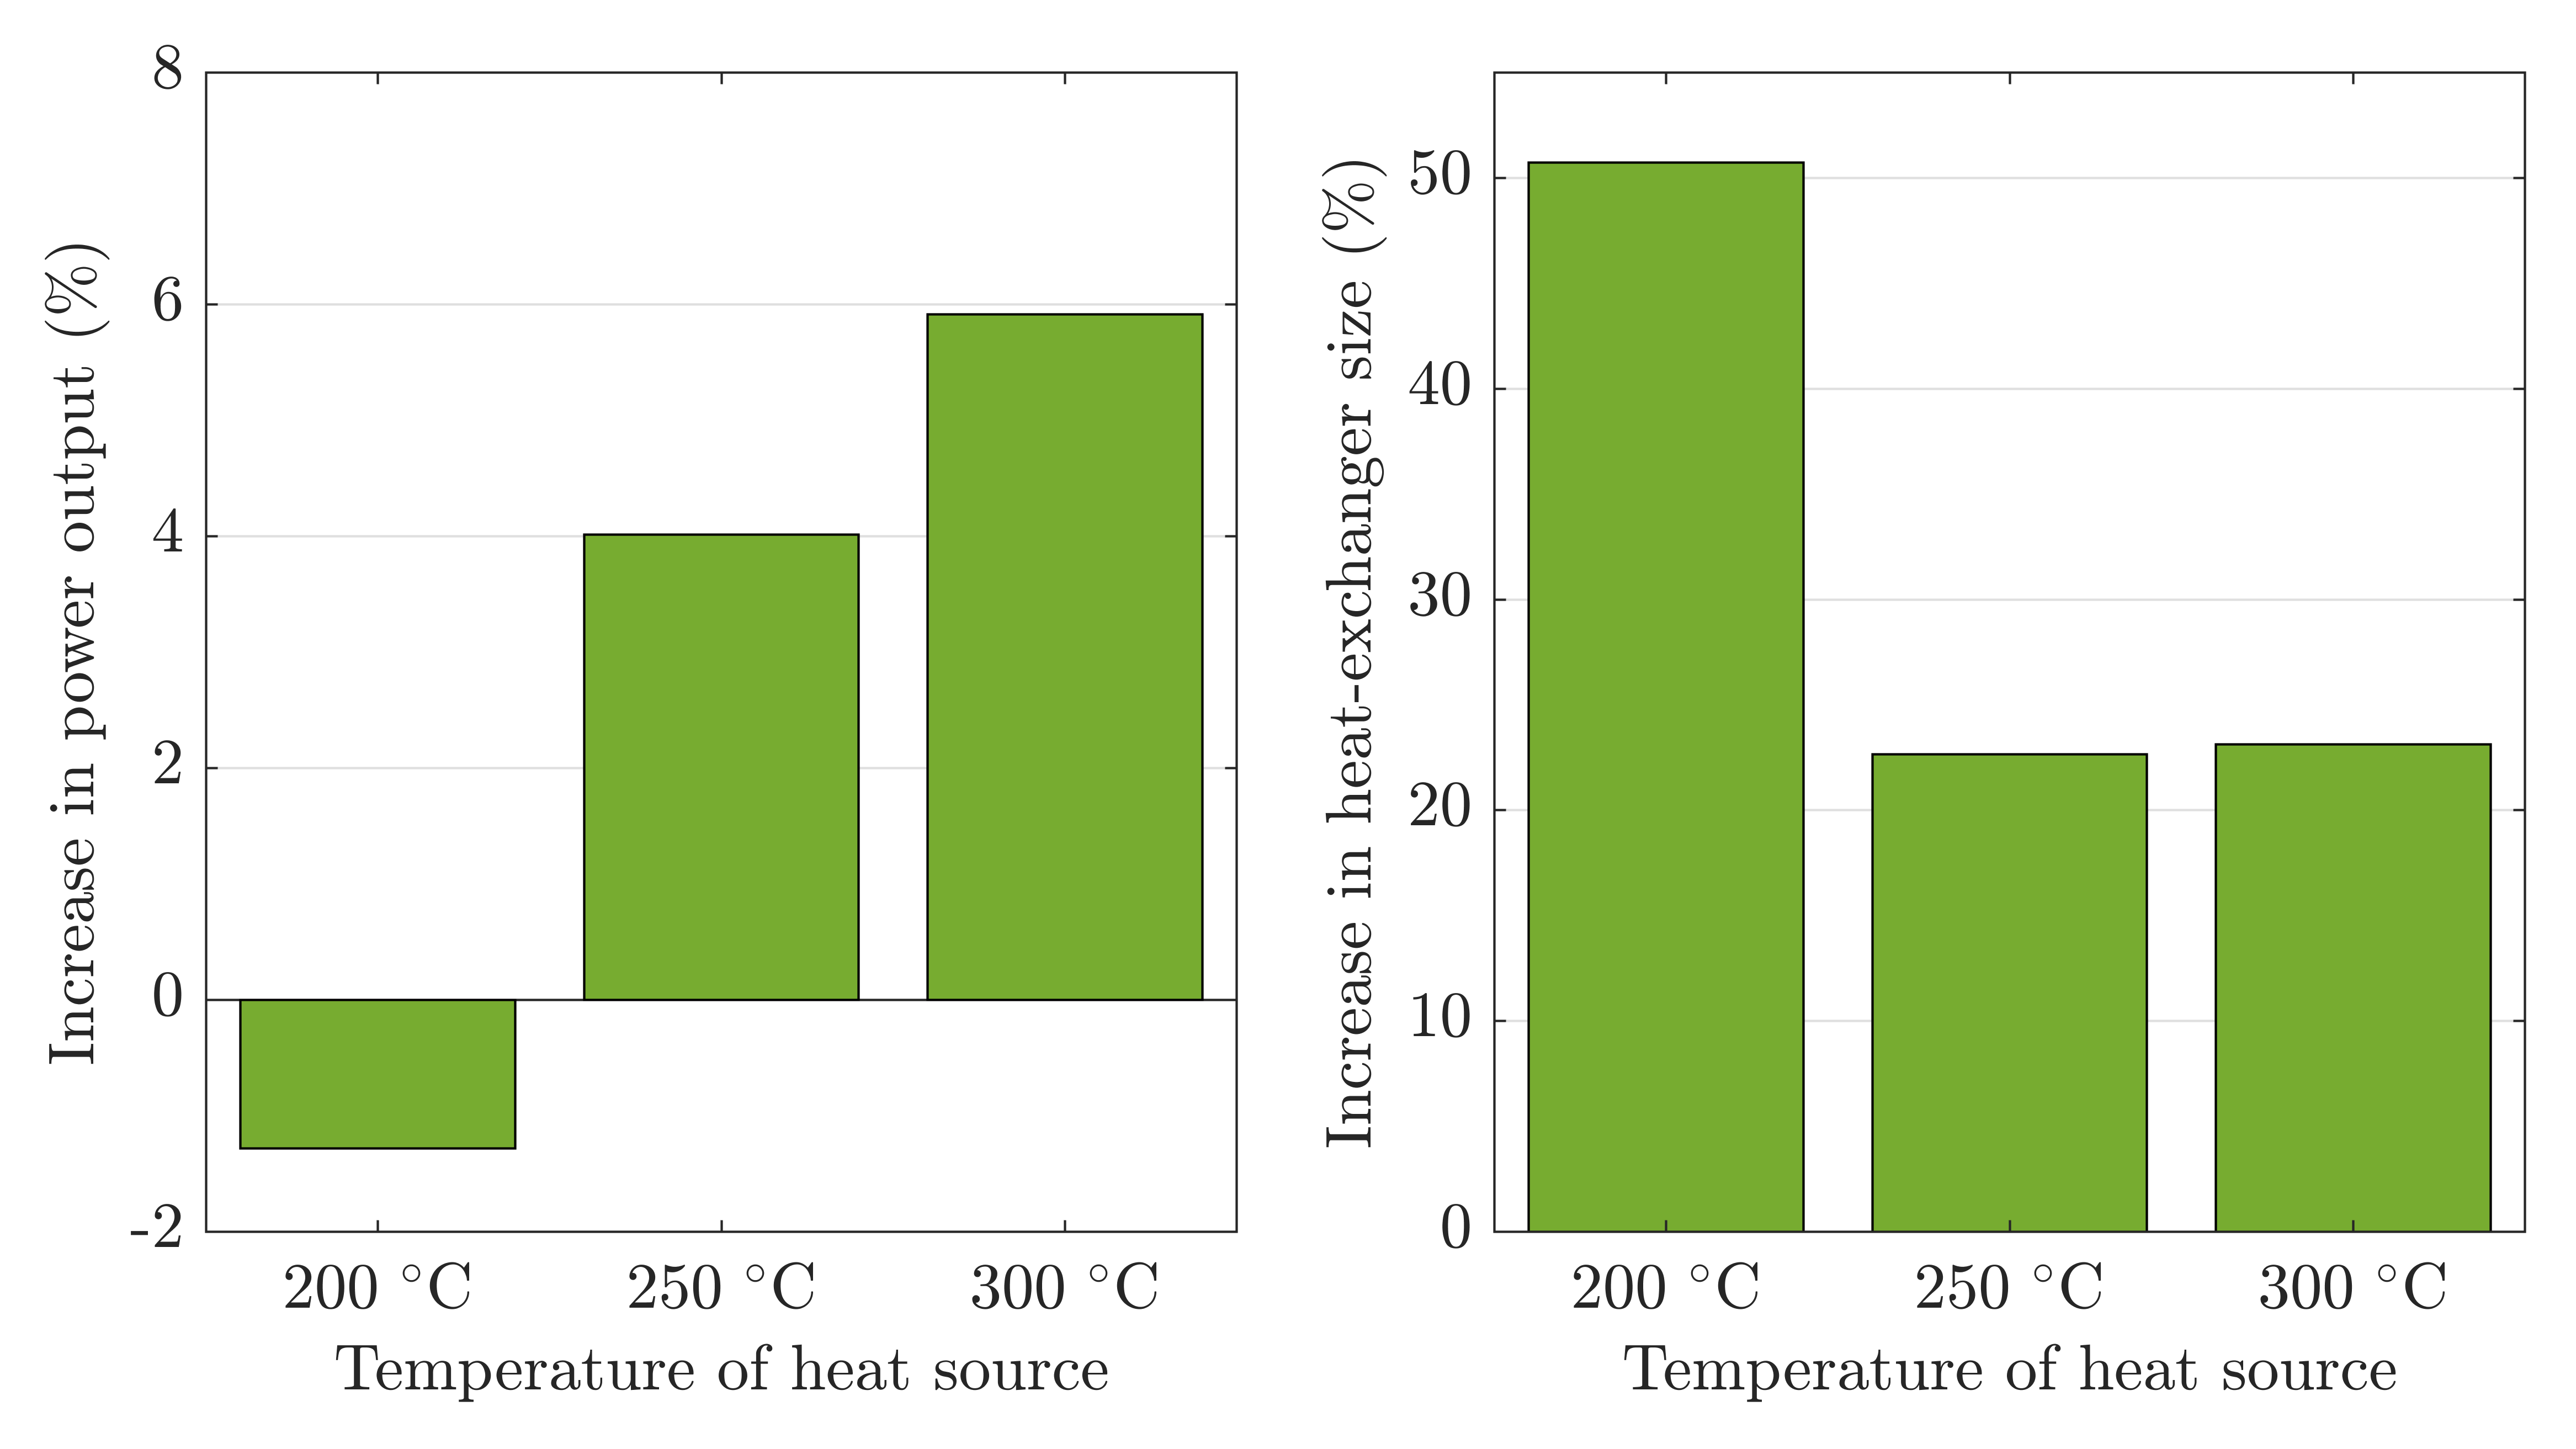 Increase in power output (%)
8
6
4
2
0
-2
200 °C 250 °C 300 °C
Temperature of heat source
Increase in heat-exchanger size (%)
50
40
30
20
10
0
200 °C 250 °C 300 °C
Temperature of heat source